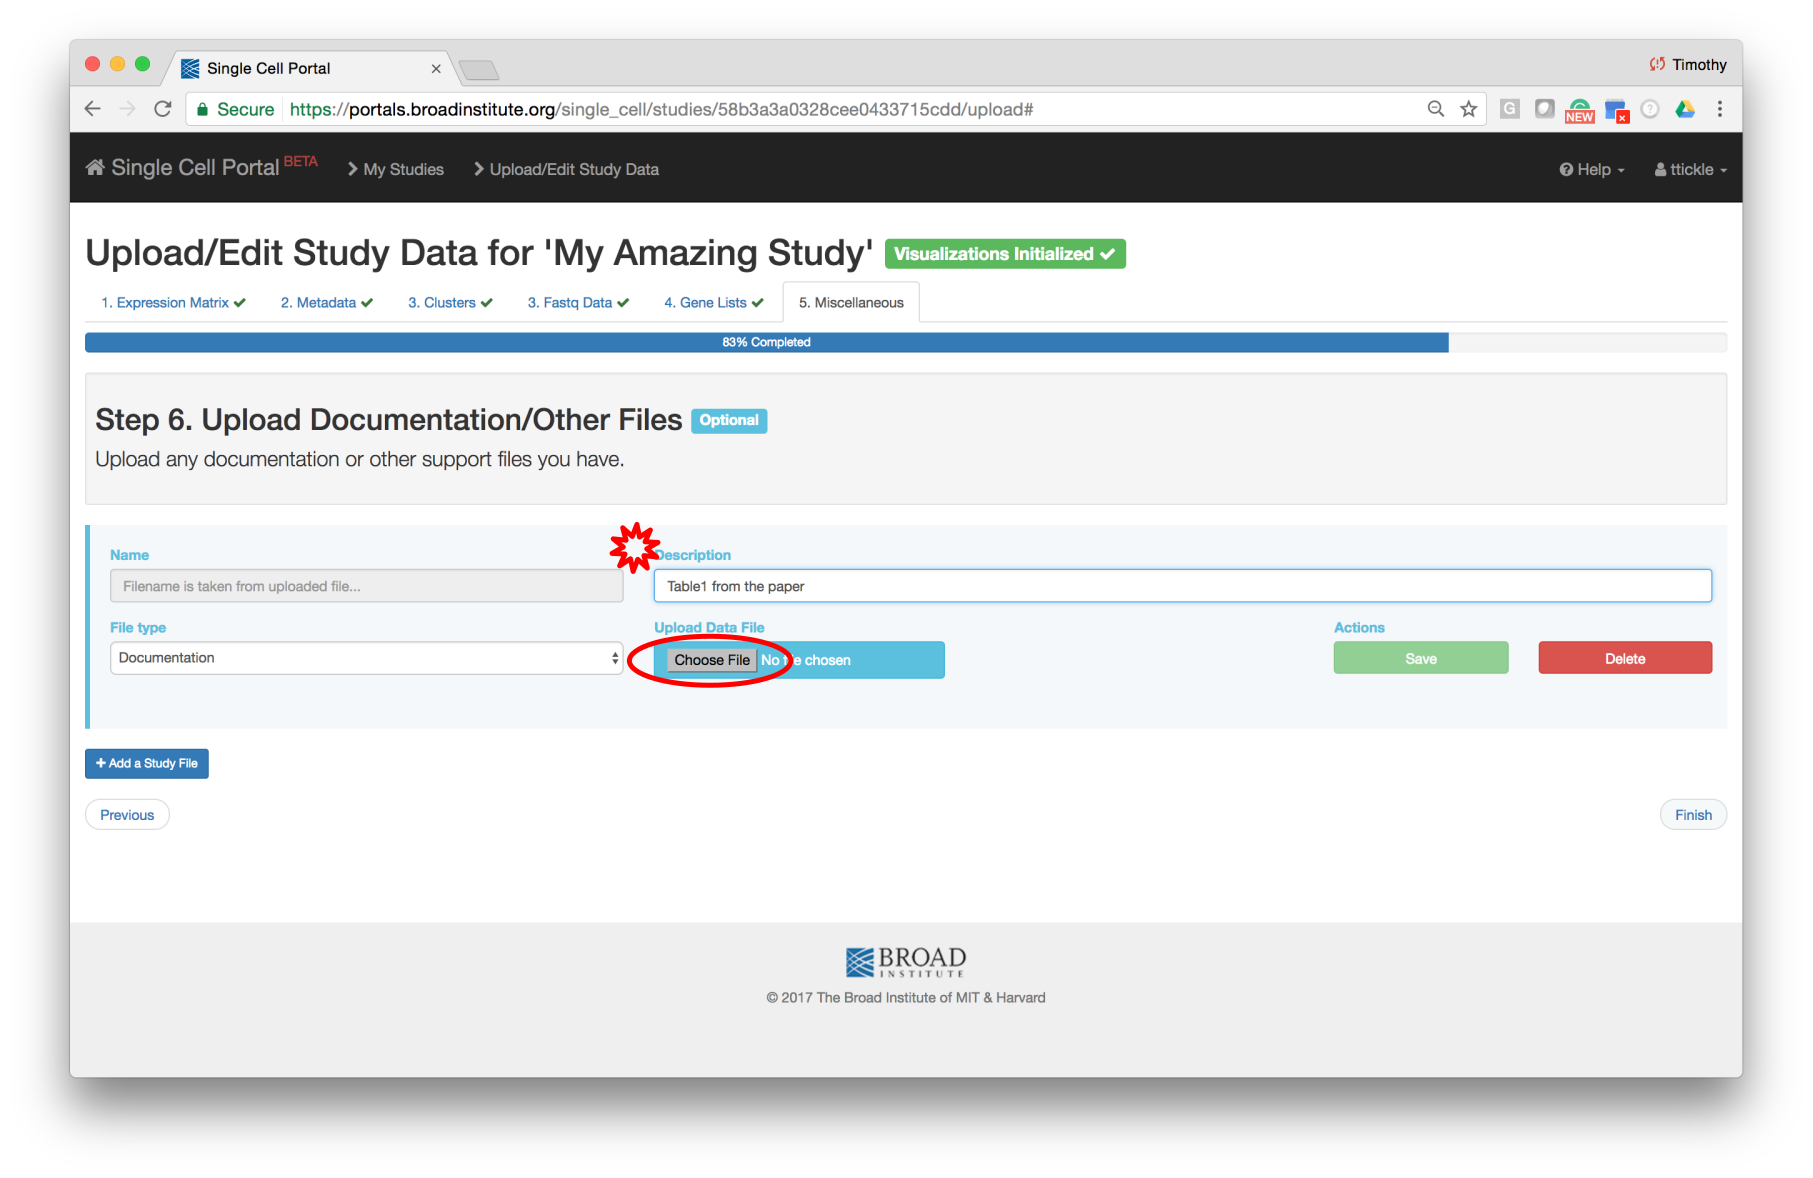 Single Cell Portal
Timothy
Secure https://portals.broadinstitute.org/single_cell/studies/58b3a3a0328cee0433715cdd/upload#
G
NEW
Single Cell Portal BETA
My Studies
Upload/Edit Study Data
Help
ttickle
Upload/Edit Study Data for 'My Amazing Study' Visualizations Initialized
1. Expression Matrix
2. Metadata
3. Clusters
3. Fastq Data
4. Gene Lists
5. Miscellaneous
83% Completed
Step 6. Upload Documentation/Other Files Optional
Upload any documentation or other support files you have.
Name
Description
Filename is taken from uploaded file...
Table1 from the paper
File type
Upload Data File
Actions
Documentation
Choose File No file chosen
Save
Delete
+ Add a Study File
Previous
Finish
BROAD
INSTITUTE
© 2017 The Broad Institute of MIT & Harvard